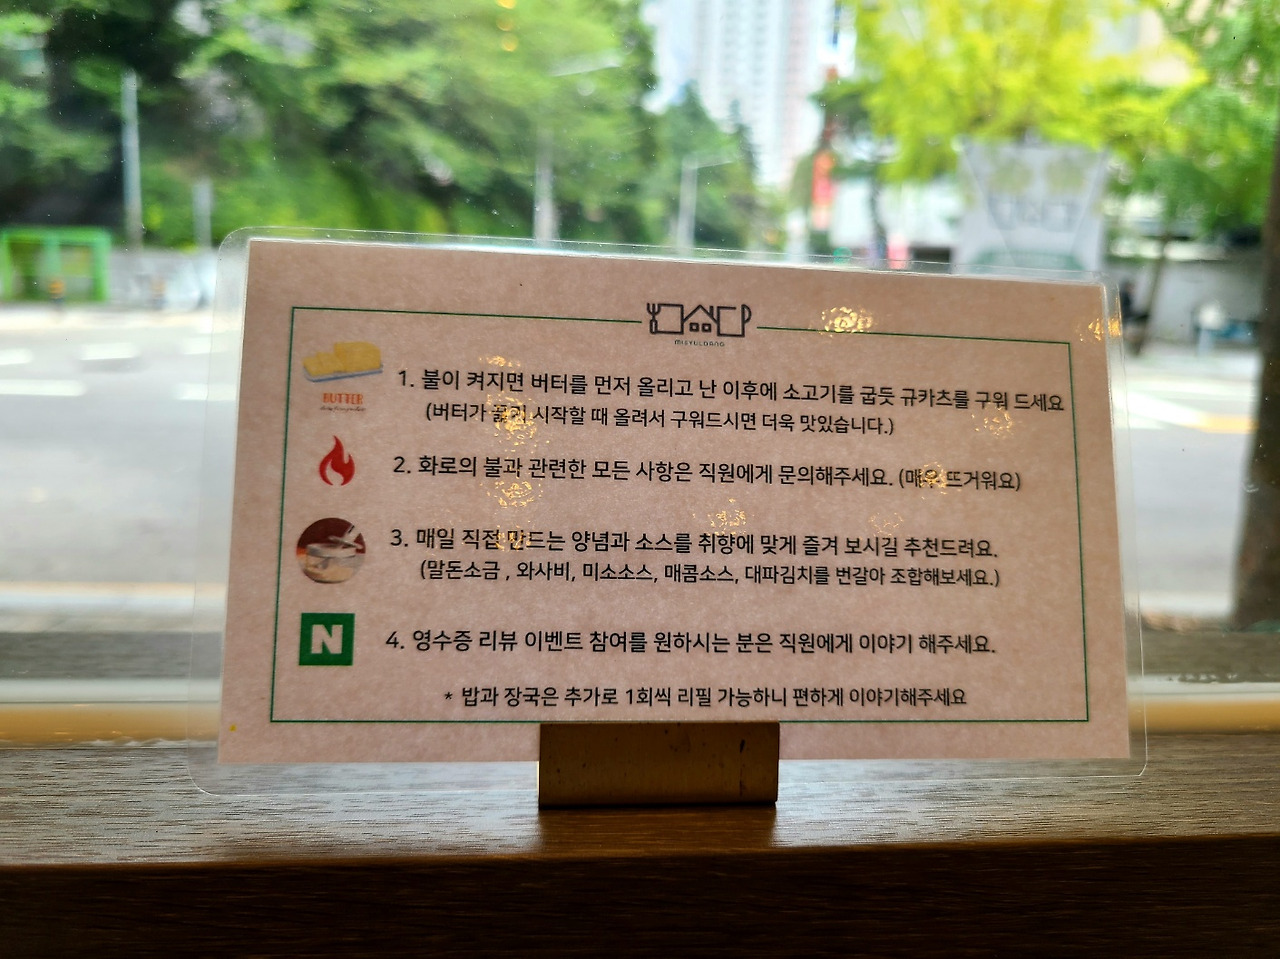 MISYULDANG
BUTTER
1. 불이 켜지면 버터를 먼저 올리고 난 이후에 소고기를 굽듯 규카츠를 구워 드세요
(버터가 끓기 시작할 때 올려서 구워드시면 더욱 맛있습니다.)
2. 화로의 불과 관련한 모든 사항은 직원에게 문의해주세요. (매우 뜨거워요)
3. 매일 직접 만드는 양념과 소스를 취향에 맞게 즐겨 보시길 추천드려요.
(말돈소금 , 와사비, 미소소스, 매콤소스, 대파김치를 번갈아 조합해보세요.)
N
4. 영수증 리뷰 이벤트 참여를 원하시는 분은 직원에게 이야기 해주세요.
* 밥과 장국은 추가로 1회씩 리필 가능하니 편하게 이야기해주세요